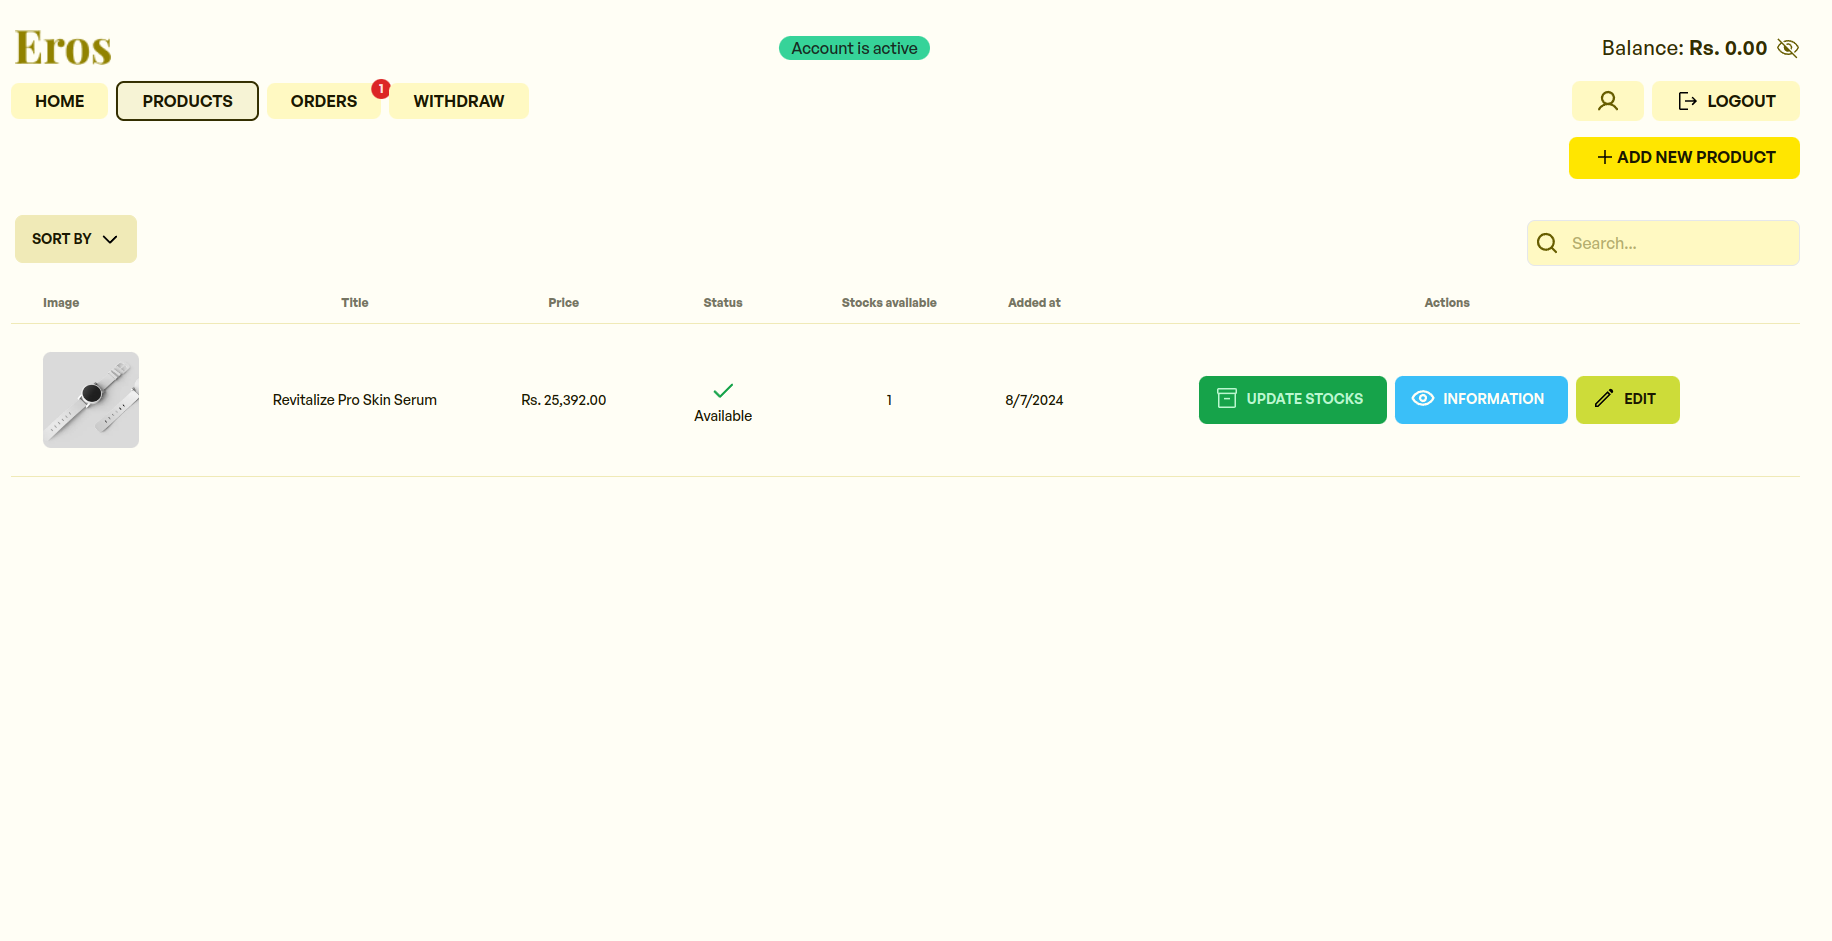 Eros
Account is active
Balance: Rs. 0.00
HOME
PRODUCTS
ORDERS
1
WITHDRAW
LOGOUT
ADD NEW PRODUCT
SORT BY
Search...
Image Title Price Status Stocks available Added at Actions
Revitalize Pro Skin Serum Rs. 25,392.00 Available 1 8/7/2024 UPDATE STOCKS INFORMATION EDIT